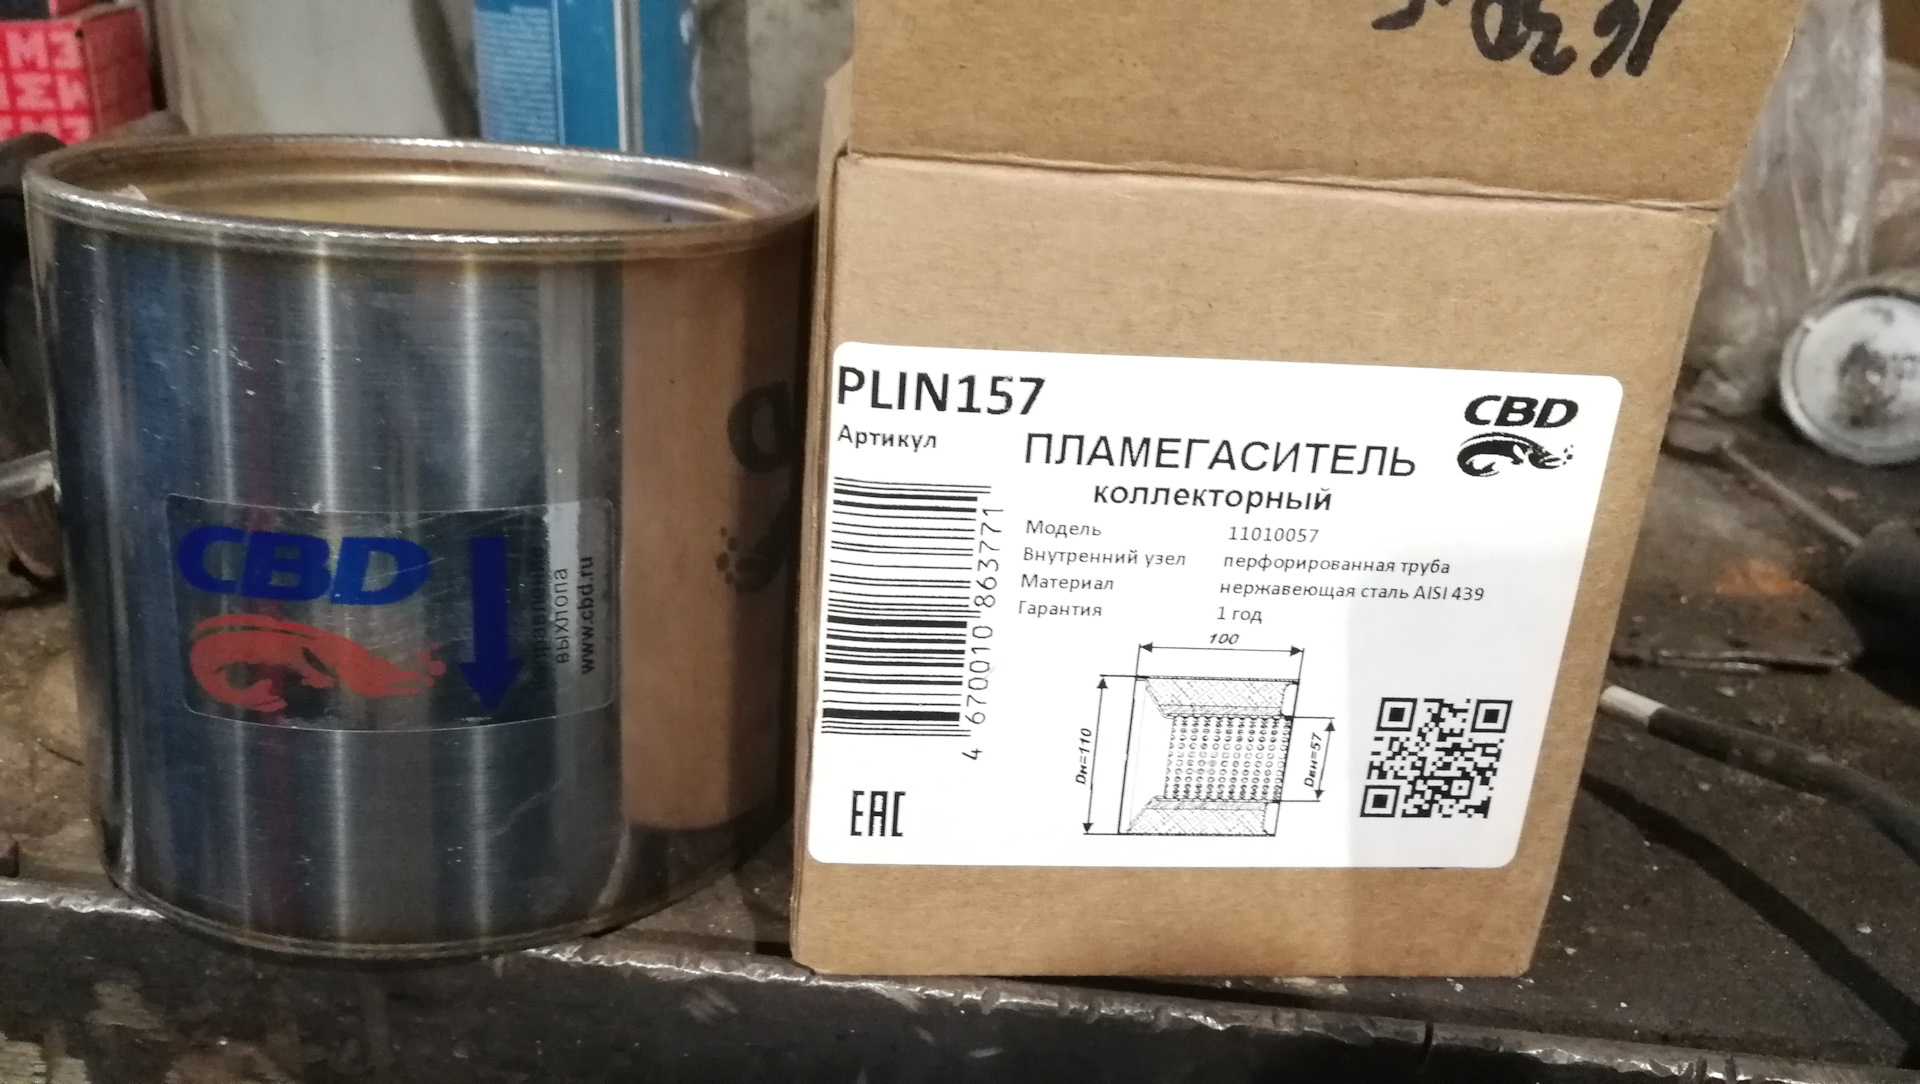 CBD
направление
выхлопа
www.cbd.ru
PLIN157
Артикул
CBD
ПЛАМЕГАСИТЕЛЬ
коллекторный
Модель 11010057
Внутренний узел перфорированная труба
Материал нержавеющая сталь AISI 439
Гарантия 1 год
4 670010 863771
100
Dн=110
Dвн=57
EAC